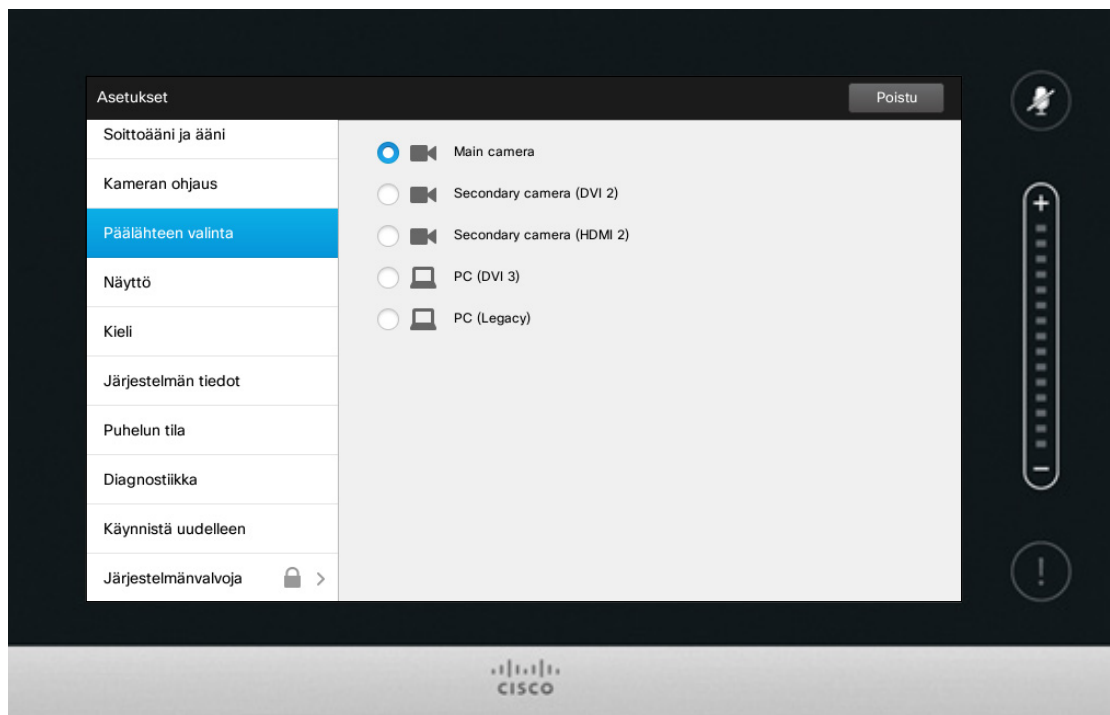 Asetukset
Poistu
Soittoääni ja ääni
Kameran ohjaus
Päälähteen valinta
Näyttö
Kieli
Järjestelmän tiedot
Puhelun tila
Diagnostiikka
Käynnistä uudelleen
Järjestelmänvalvoja
Main camera
Secondary camera (DVI 2)
Secondary camera (HDMI 2)
PC (DVI 3)
PC (Legacy)
+
−
!
CISCO